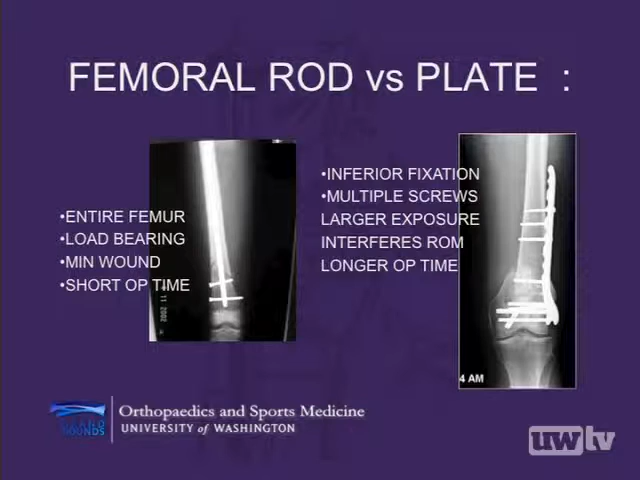 FEMORAL ROD vs PLATE :
•ENTIRE FEMUR
•LOAD BEARING
•MIN WOUND
•SHORT OP TIME
•INFERIOR FIXATION
•MULTIPLE SCREWS
LARGER EXPOSURE
INTERFERES ROM
LONGER OP TIME
4 AM
Orthopaedics and Sports Medicine
UNIVERSITY of WASHINGTON
uwtv